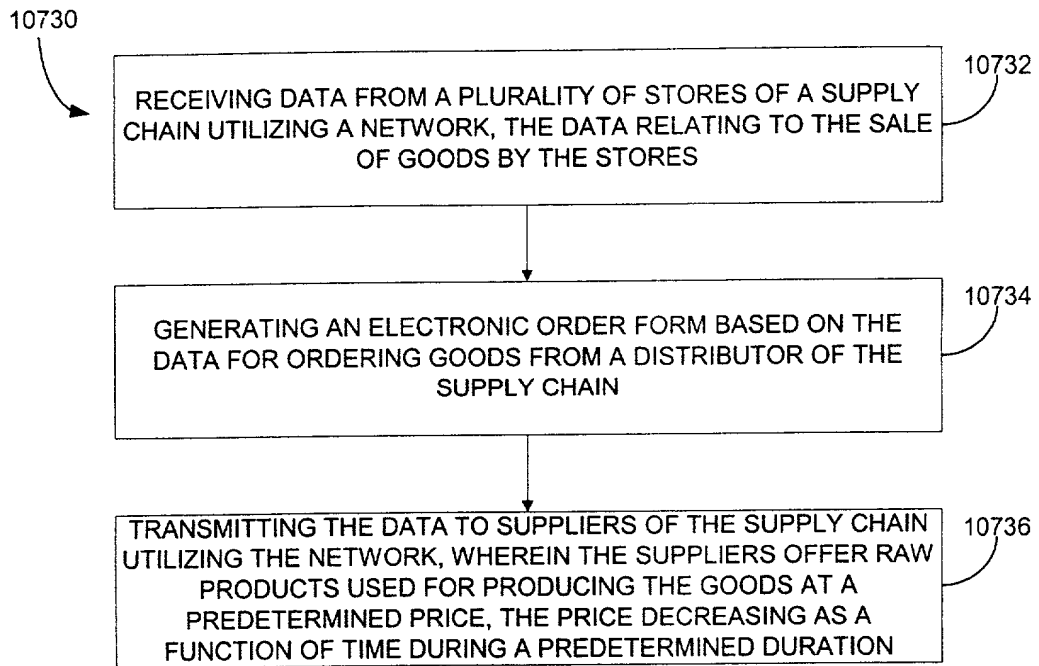 10730
10732
RECEIVING DATA FROM A PLURALITY OF STORES OF A SUPPLY
CHAIN UTILIZING A NETWORK, THE DATA RELATING TO THE SALE
OF GOODS BY THE STORES
10734
GENERATING AN ELECTRONIC ORDER FORM BASED ON THE
DATA FOR ORDERING GOODS FROM A DISTRIBUTOR OF THE
SUPPLY CHAIN
10736
TRANSMITTING THE DATA TO SUPPLIERS OF THE SUPPLY CHAIN
UTILIZING THE NETWORK, WHEREIN THE SUPPLIERS OFFER RAW
PRODUCTS USED FOR PRODUCING THE GOODS AT A
PREDETERMINED PRICE, THE PRICE DECREASING AS A
FUNCTION OF TIME DURING A PREDETERMINED DURATION